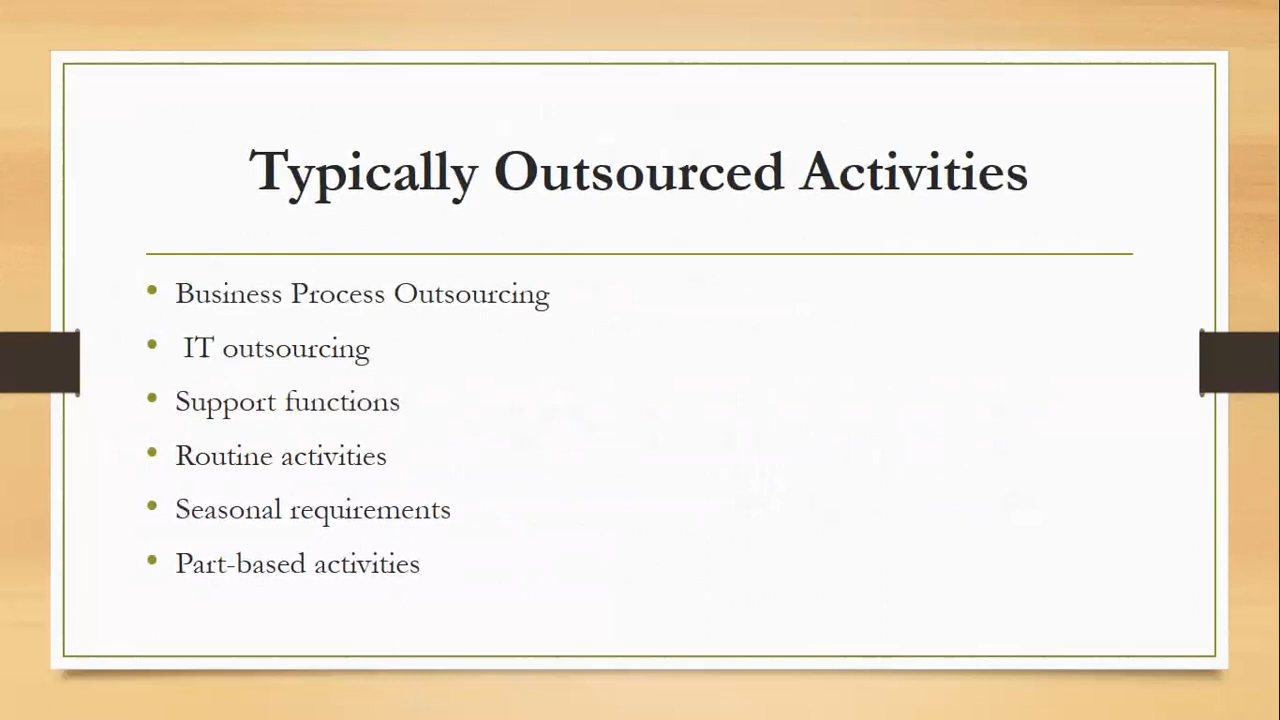 Typically Outsourced Activities
• Business Process Outsourcing
• IT outsourcing
• Support functions
• Routine activities
• Seasonal requirements
• Part-based activities